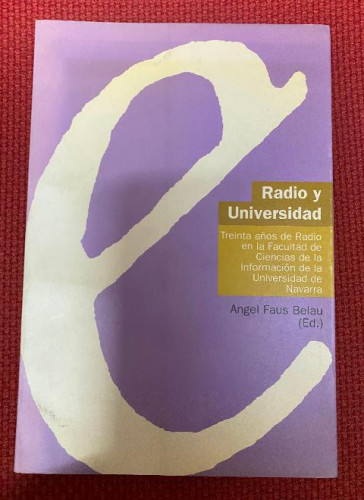 e
Radio y
Universidad
Treinta años de Radio
en la Facultad de
Ciencias de la
Información de la
Universidad de
Navarra
Angel Faus Belau
(Ed.)